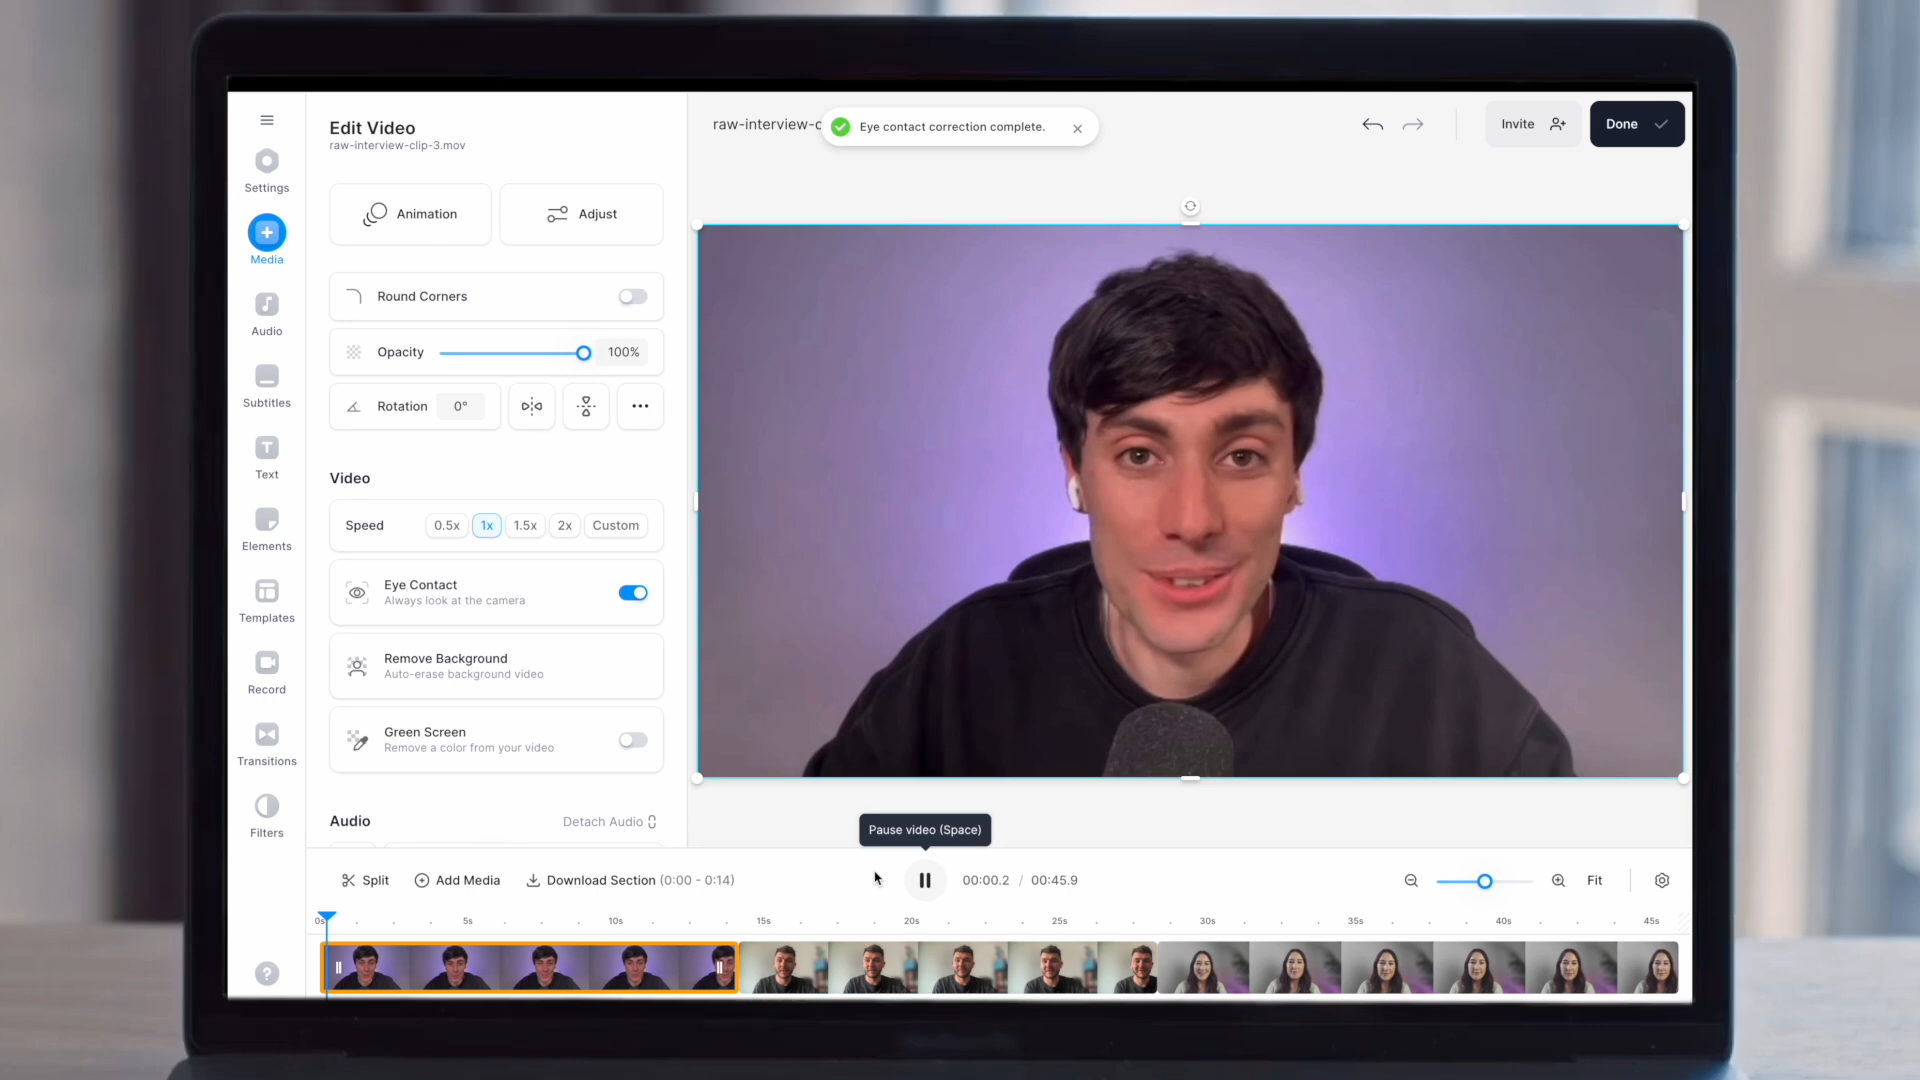 Settings
Media
Audio
Subtitles
Text
Elements
Templates
Record
Transitions
Filters
?
Edit Video
raw-interview-clip-3.mov
Animation
Adjust
Round Corners
Opacity
100%
Rotation
0°
Video
Speed
0.5x
1x
1.5x
2x
Custom
Eye Contact
Always look at the camera
Remove Background
Auto-erase background video
Green Screen
Remove a color from your video
Audio
Detach Audio
raw-interview-c
Eye contact correction complete.
Invite
Done
Pause video (Space)
Split
Add Media
Download Section (0:00 - 0:14)
00:00.2 / 00:45.9
Fit
0s 5s 10s 15s 20s 25s 30s 35s 40s 45s